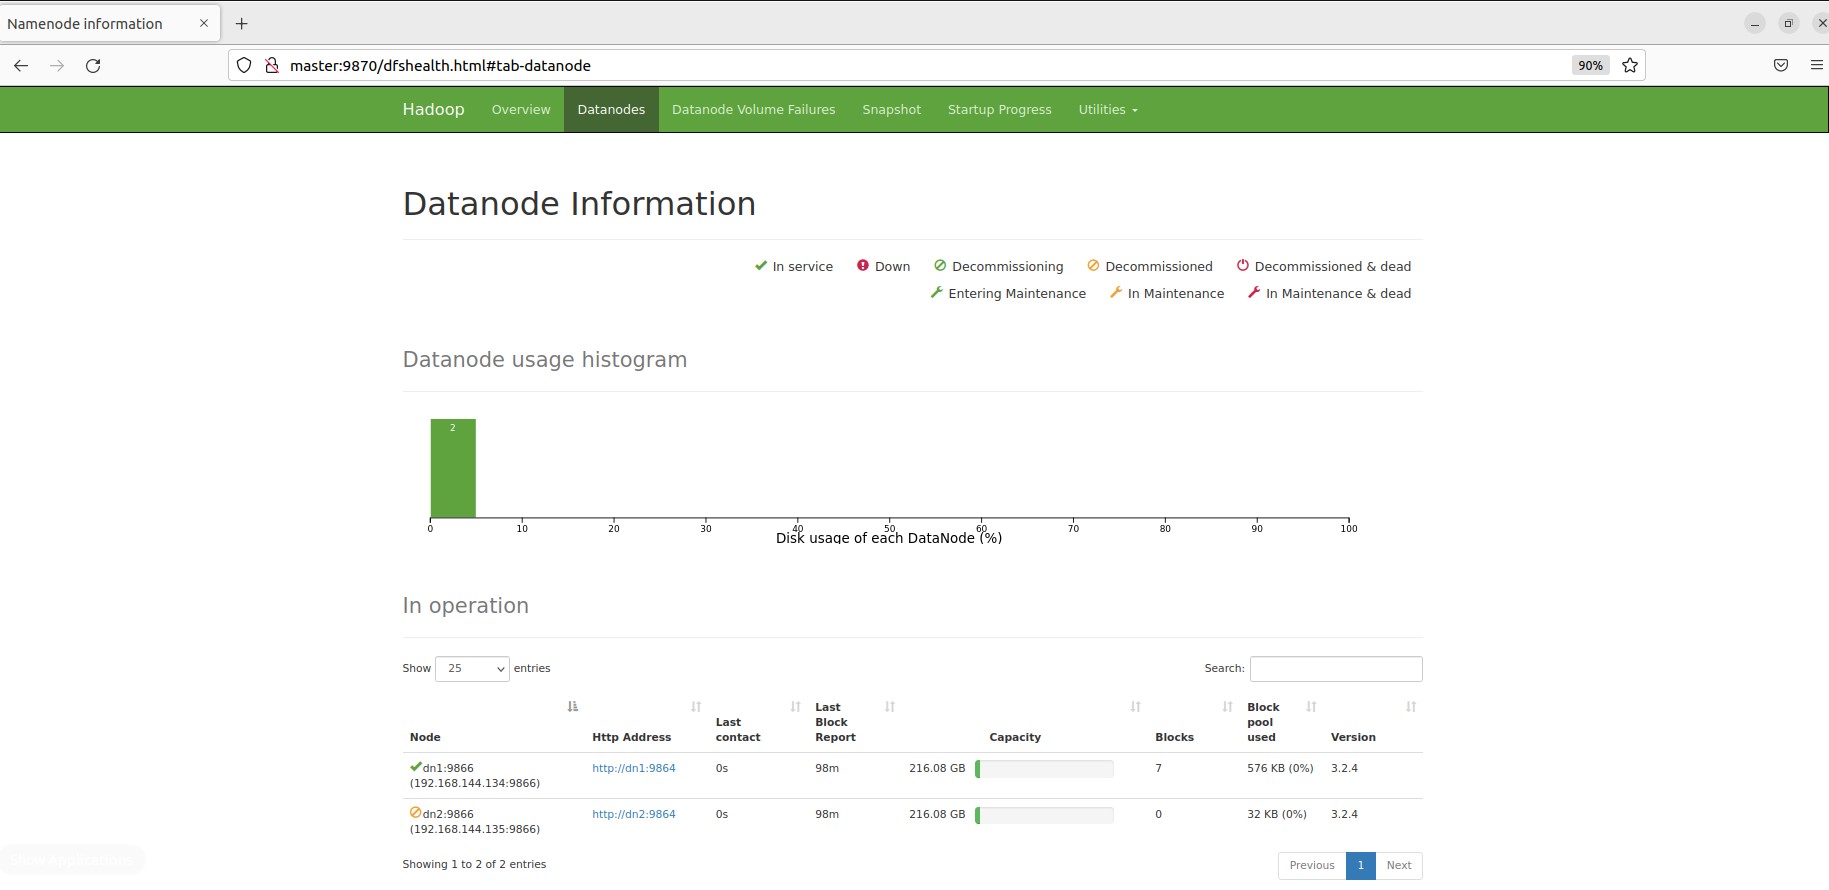 Namenode information
master:9870/dfshealth.html#tab-datanode 90%
Hadoop Overview Datanodes Datanode Volume Failures Snapshot Startup Progress Utilities
Datanode Information
In service Down Decommissioning Decommissioned Decommissioned & dead
Entering Maintenance In Maintenance In Maintenance & dead
Datanode usage histogram
2
0 10 20 30 40 50 60 70 80 90 100
Disk usage of each DataNode (%)
In operation
Show 25 entries Search:
Node Http Address Last contact Last Block Report Capacity Blocks Block pool used Version
dn1:9866 http://dn1:9864 0s 98m 216.08 GB 7 576 KB (0%) 3.2.4
(192.168.144.134:9866)
dn2:9866 http://dn2:9864 0s 98m 216.08 GB 0 32 KB (0%) 3.2.4
(192.168.144.135:9866)
Showing 1 to 2 of 2 entries Previous 1 Next